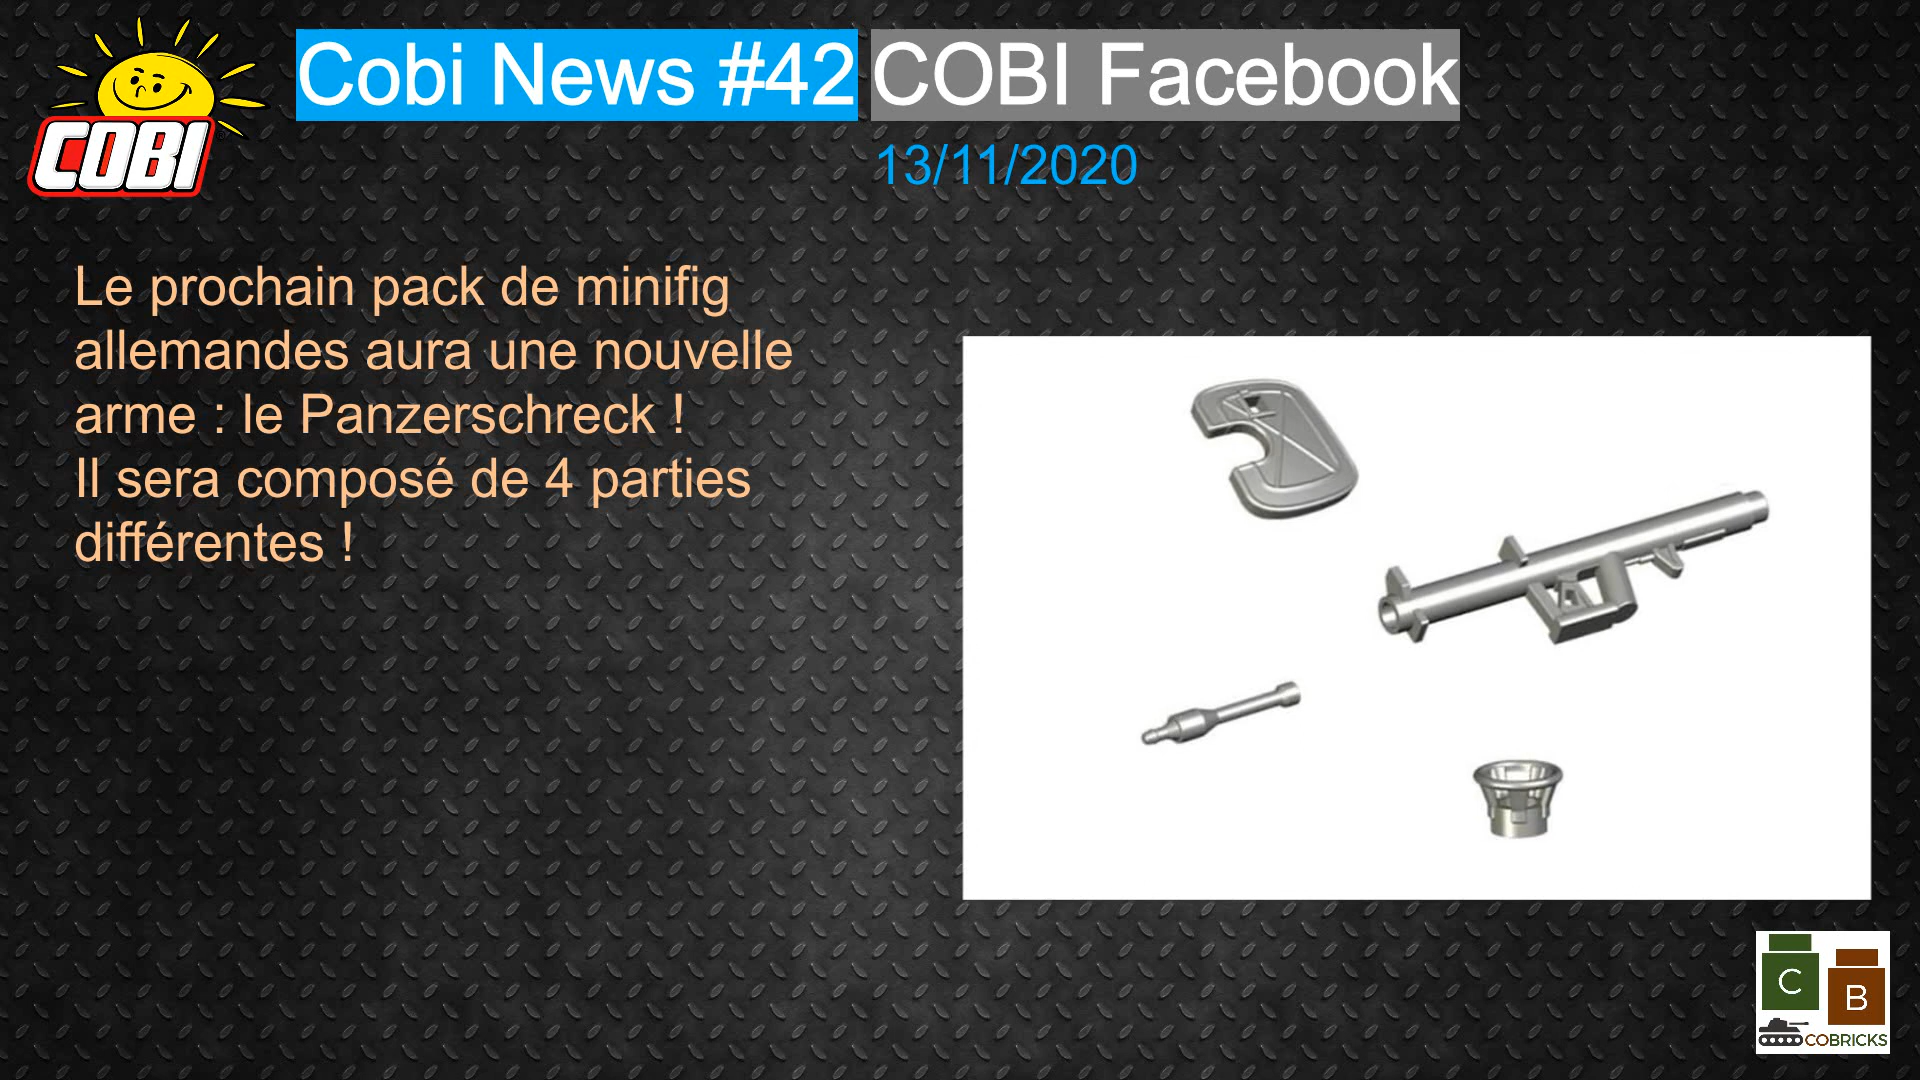 COBI
Cobi News #42 COBI Facebook
13/11/2020
Le prochain pack de minifig
allemandes aura une nouvelle
arme : le Panzerschreck !
Il sera composé de 4 parties
différentes !
C
B
COBRICKS